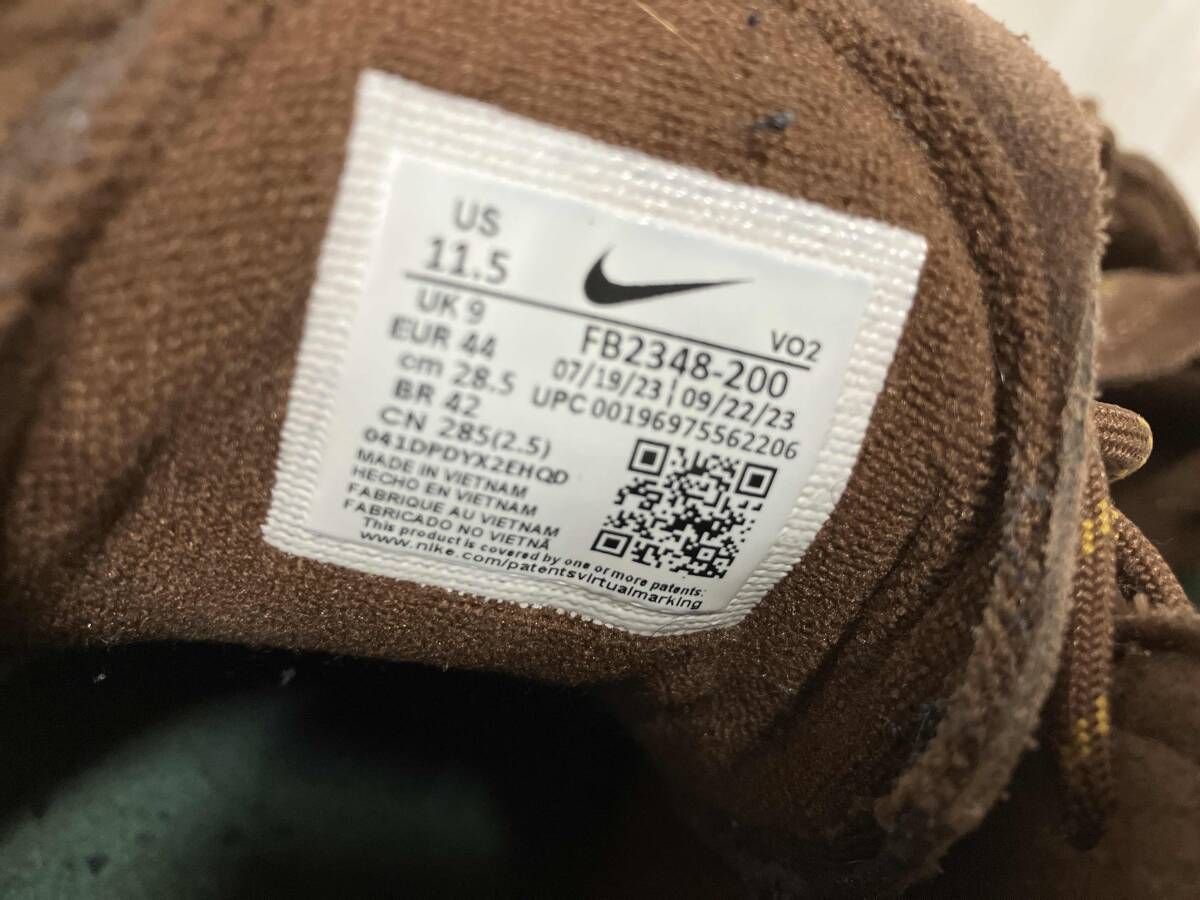 US
11.5
UK 9
EUR 44
cm 28.5
BR 42
CN 285(2.5)
041DPDYX2EHQD
MADE IN VIETNAM
HECHO EN VIETNAM
FABRIQUE AU VIETNAM
FABRICADO NO VIETNÃ
VO2
FB2348-200
07/19/23 | 09/22/23
UPC 00196975562206
This product is covered by one or more patents:
www.nike.com/patentsvirtualmarking